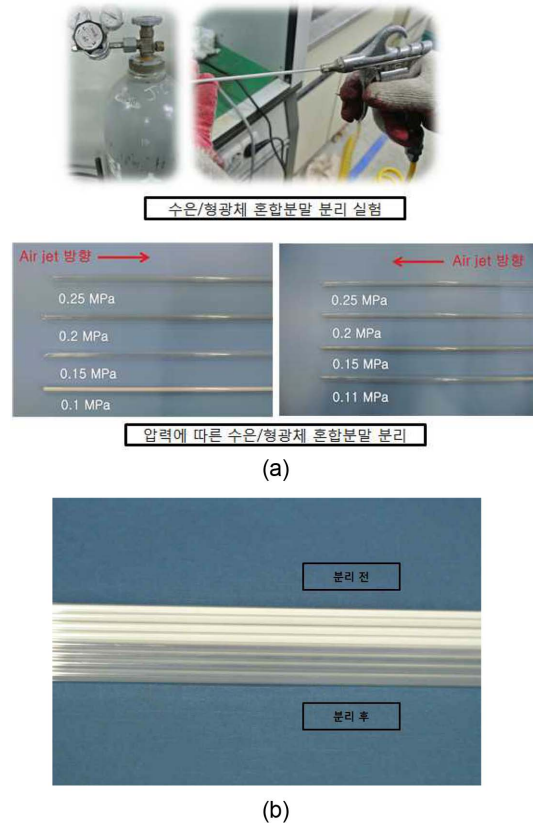 수은/형광체 혼합분말 분리 실험
Air jet 방향
0.25 MPa
0.2 MPa
0.15 MPa
0.1 MPa
Air jet 방향
0.25 MPa
0.2 MPa
0.15 MPa
0.11 MPa
압력에 따른 수은/형광체 혼합분말 분리
(a)
분리 전
분리 후
(b)